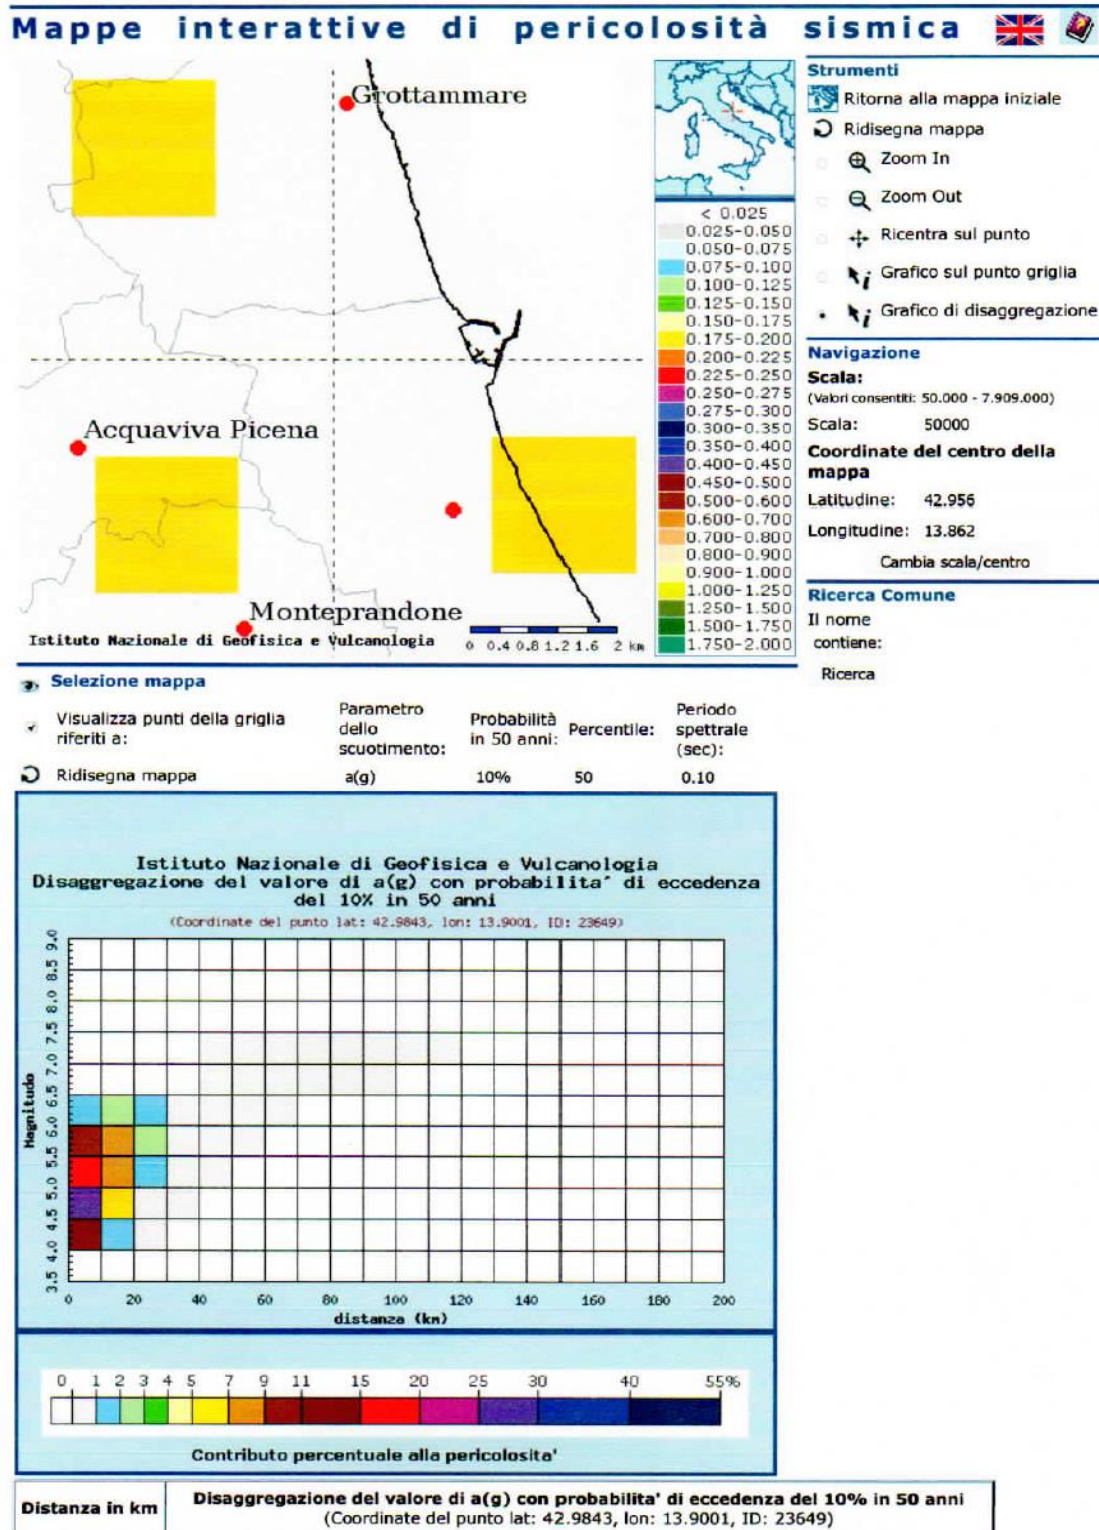 Mappe interattive di pericolosità sismica
Grottammare
Acquaviva Picena
Monteprandone
Istituto Nazionale di Geofisica e Vulcanologia
0 0.4 0.8 1.2 1.6 2 km
< 0.025
0.025-0.050
0.050-0.075
0.075-0.100
0.100-0.125
0.125-0.150
0.150-0.175
0.175-0.200
0.200-0.225
0.225-0.250
0.250-0.275
0.275-0.300
0.300-0.350
0.350-0.400
0.400-0.450
0.450-0.500
0.500-0.600
0.600-0.700
0.700-0.800
0.800-0.900
0.900-1.000
1.000-1.250
1.250-1.500
1.500-1.750
1.750-2.000
Strumenti
Ritorna alla mappa iniziale
Ridisegna mappa
Zoom In
Zoom Out
Ricentra sul punto
i Grafico sul punto griglia
i Grafico di disaggregazione
Navigazione
Scala:
(Valori consentiti: 50.000 - 7.909.000)
Scala: 50000
Coordinate del centro della
mappa
Latitudine: 42.956
Longitudine: 13.862
Cambia scala/centro
Ricerca Comune
Il nome
contiene:
Ricerca
Selezione mappa
Visualizza punti della griglia
riferiti a:
Parametro
dello
scuotimento:
Probabilità
in 50 anni:
Percentile:
Periodo
spettrale
(sec):
Ridisegna mappa a(g) 10% 50 0.10
Istituto Nazionale di Geofisica e Vulcanologia
Disaggregazione del valore di a(g) con probabilita' di eccedenza
del 10% in 50 anni
(Coordinate del punto lat: 42.9843, lon: 13.9001, ID: 23649)
Magnitudo
9.0
8.5
8.0
7.5
7.0
6.5
6.0
5.5
5.0
4.5
4.0
3.5
0 20 40 60 80 100 120 140 160 180 200
distanza (km)
0 1 2 3 4 5 7 9 11 15 20 25 30 40 55%
Contributo percentuale alla pericolosita'
Distanza in km
Disaggregazione del valore di a(g) con probabilita' di eccedenza del 10% in 50 anni
(Coordinate del punto lat: 42.9843, lon: 13.9001, ID: 23649)